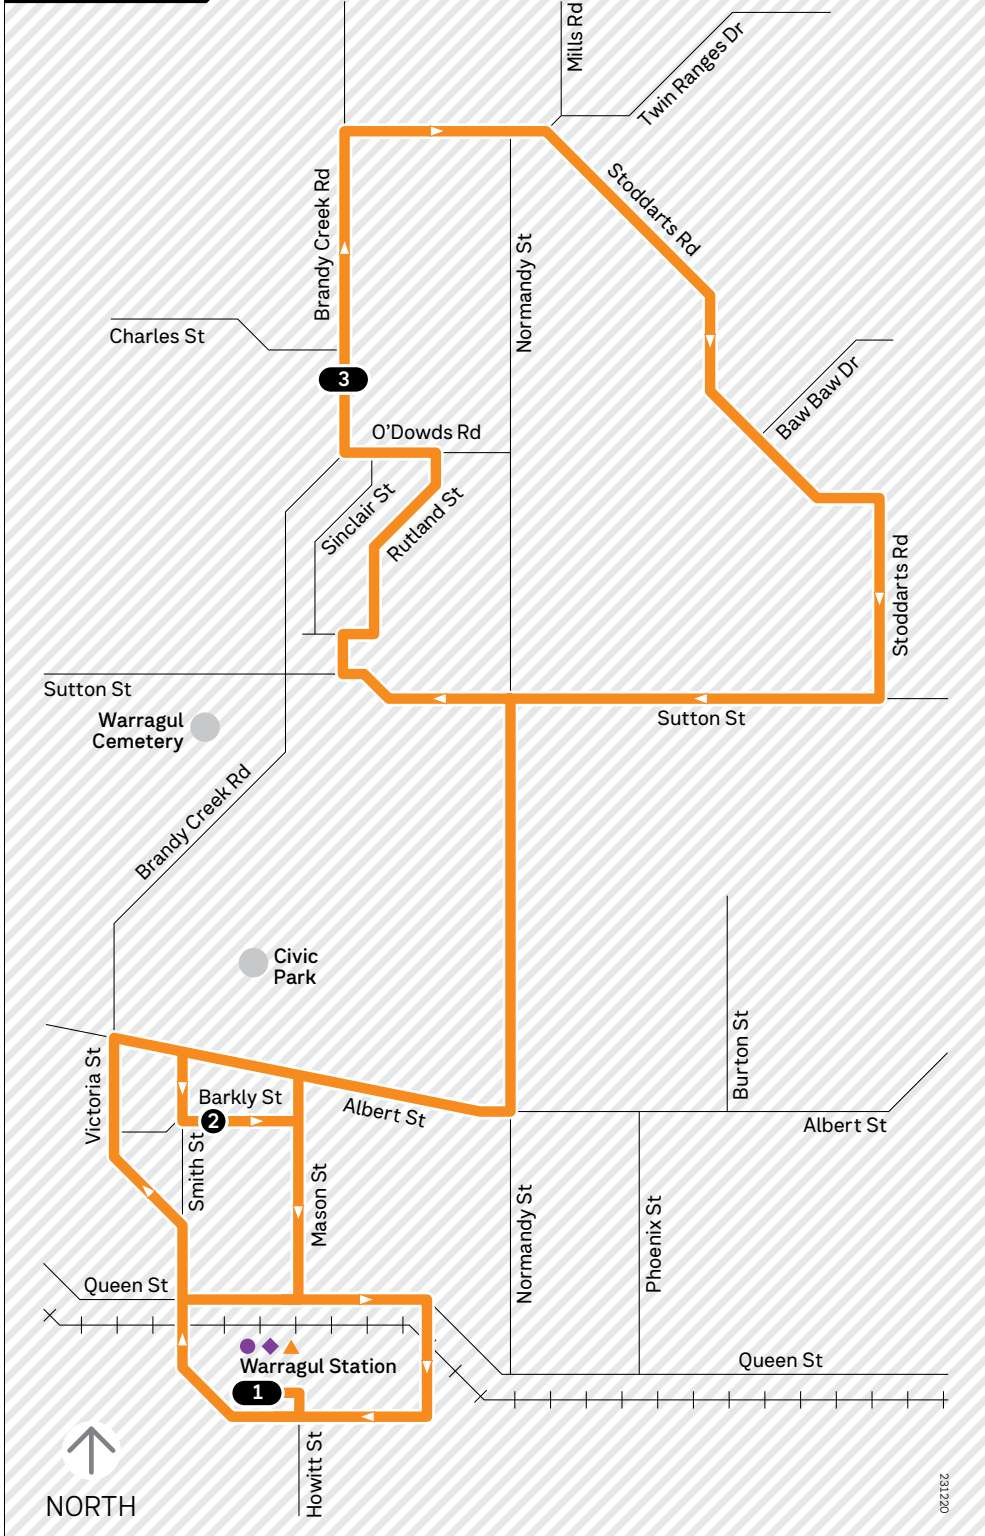 Mills Rd
Twin Ranges Dr
Brandy Creek Rd
Stoddarts Rd
Normandy St
Charles St
3
Baw Baw Dr
O'Dowds Rd
Sinclair St
Rutland St
Stoddarts Rd
Sutton St
Warragul
Cemetery
Sutton St
Brandy Creek Rd
Civic
Park
Burton St
Victoria St
Barkly St
Albert St
2
Albert St
Smith St
Mason St
Normandy St
Phoenix St
Queen St
Warragul Station
Queen St
1
Howitt St
NORTH
231220